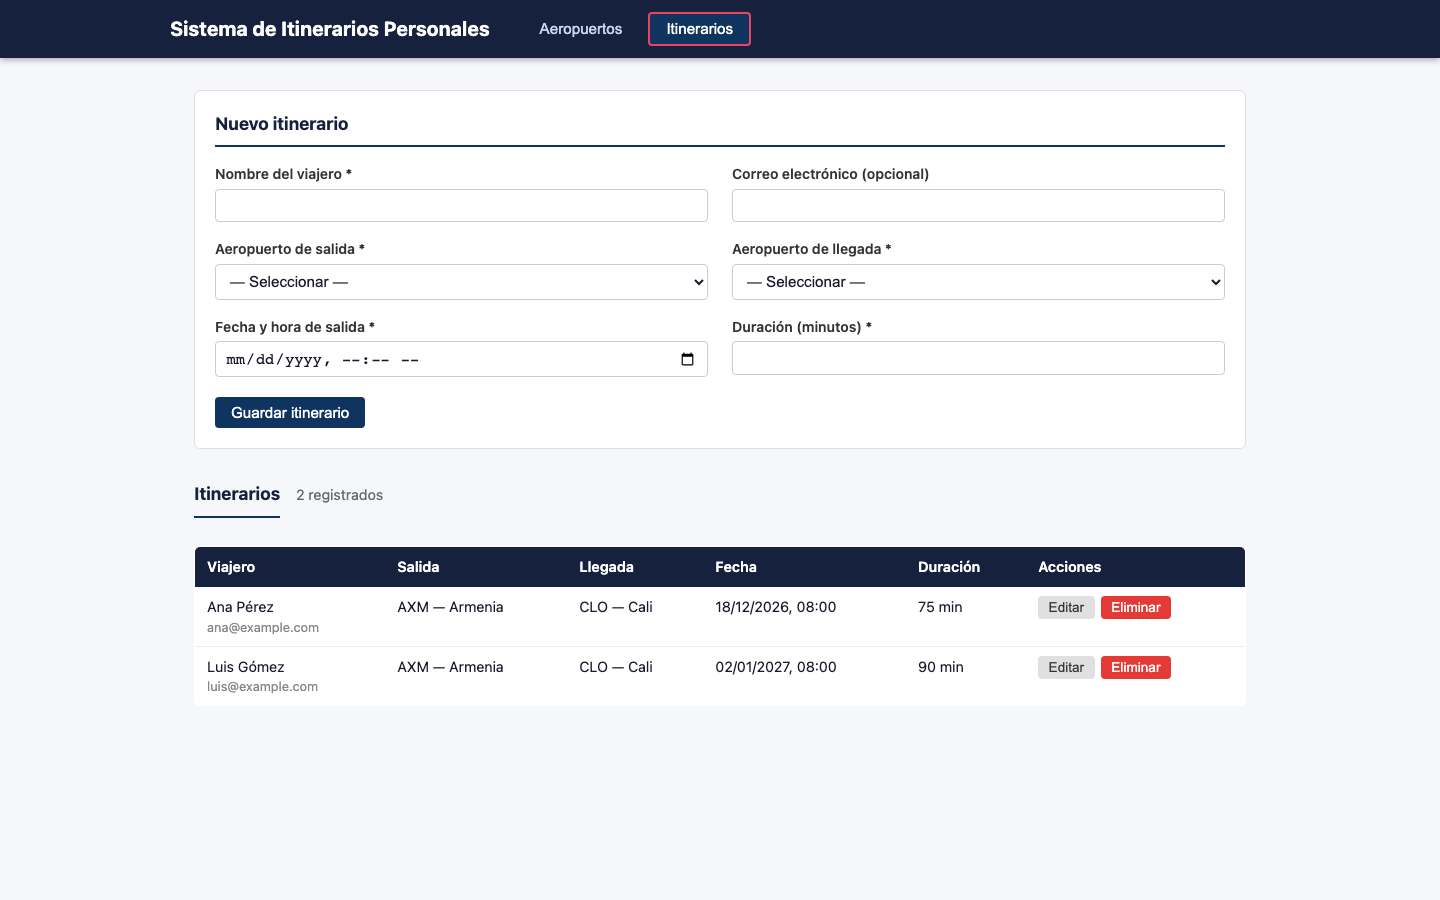 Sistema de Itinerarios Personales Aeropuertos Itinerarios
Nuevo itinerario
Nombre del viajero * Correo electrónico (opcional)
Aeropuerto de salida * Aeropuerto de llegada *
— Seleccionar — — Seleccionar —
Fecha y hora de salida * Duración (minutos) *
mm/dd/yyyy, --:-- --
Guardar itinerario
Itinerarios 2 registrados
Viajero Salida Llegada Fecha Duración Acciones
Ana Pérez AXM — Armenia CLO — Cali 18/12/2026, 08:00 75 min Editar Eliminar
ana@example.com
Luis Gómez AXM — Armenia CLO — Cali 02/01/2027, 08:00 90 min Editar Eliminar
luis@example.com